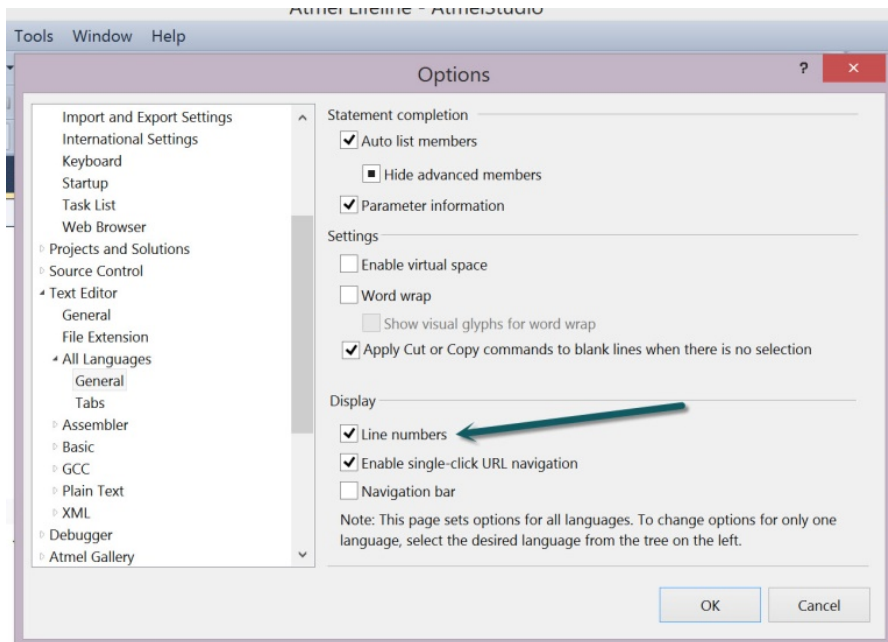 Atmel Lifeline - AtmelStudio
Tools Window Help
Options
?
Import and Export Settings
International Settings
Keyboard
Startup
Task List
Web Browser
Projects and Solutions
Source Control
Text Editor
General
File Extension
All Languages
General
Tabs
Assembler
Basic
GCC
Plain Text
XML
Debugger
Atmel Gallery
Statement completion
Auto list members
Hide advanced members
Parameter information
Settings
Enable virtual space
Word wrap
Show visual glyphs for word wrap
Apply Cut or Copy commands to blank lines when there is no selection
Display
Line numbers
Enable single-click URL navigation
Navigation bar
Note: This page sets options for all languages. To change options for only one
language, select the desired language from the tree on the left.
OK Cancel